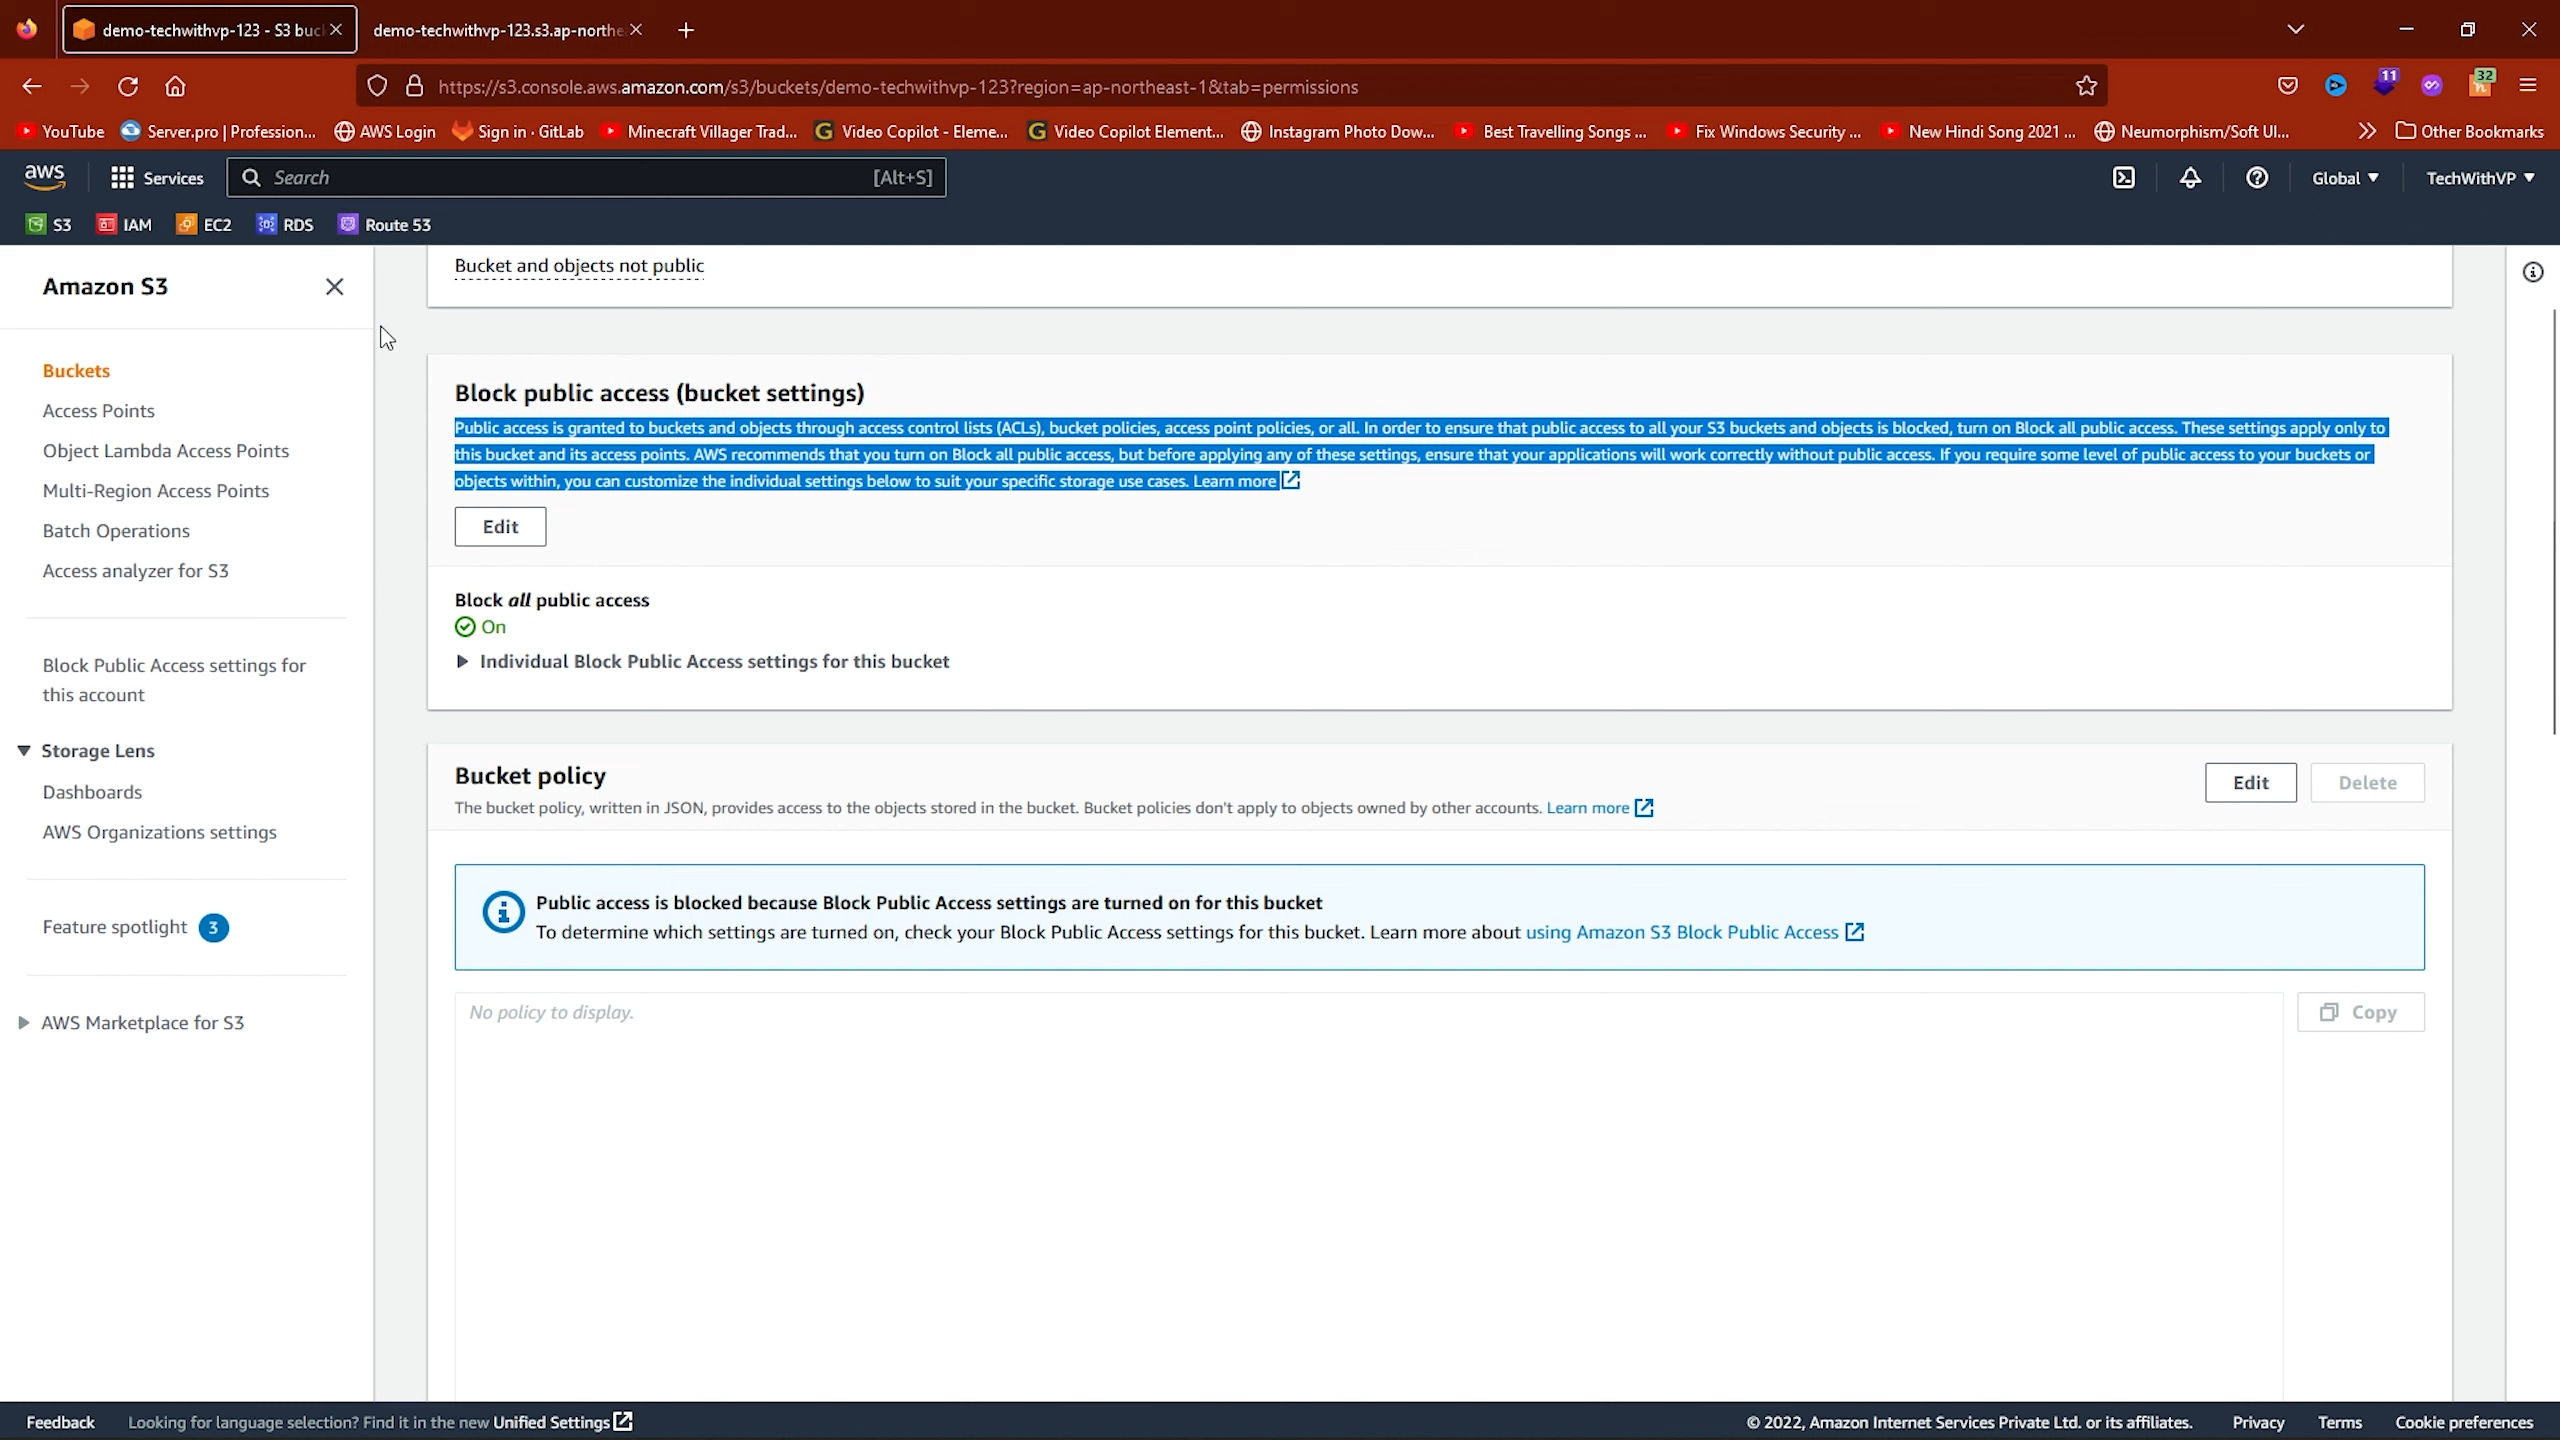 demo-techwithvp-123 - S3 buc
demo-techwithvp-123.s3.ap-northe
https://s3.console.aws.amazon.com/s3/buckets/demo-techwithvp-123?region=ap-northeast-1&tab=permissions
11
32
YouTube
Server.pro | Profession...
AWS Login
Sign in · GitLab
Minecraft Villager Trad...
Video Copilot - Eleme...
Video Copilot Element...
Instagram Photo Dow...
Best Travelling Songs ...
Fix Windows Security ...
New Hindi Song 2021 ...
Neumorphism/Soft UI...
Other Bookmarks
aws
Services
Search
[Alt+S]
Global
TechWithVP
S3
IAM
EC2
RDS
Route 53
Amazon S3
Buckets
Access Points
Object Lambda Access Points
Multi-Region Access Points
Batch Operations
Access analyzer for S3
Block Public Access settings for
this account
Storage Lens
Dashboards
AWS Organizations settings
Feature spotlight 3
AWS Marketplace for S3
Bucket and objects not public
Block public access (bucket settings)
Public access is granted to buckets and objects through access control lists (ACLs), bucket policies, access point policies, or all. In order to ensure that public access to all your S3 buckets and objects is blocked, turn on Block all public access. These settings apply only to
this bucket and its access points. AWS recommends that you turn on Block all public access, but before applying any of these settings, ensure that your applications will work correctly without public access. If you require some level of public access to your buckets or
objects within, you can customize the individual settings below to suit your specific storage use cases. Learn more
Edit
Block all public access
On
Individual Block Public Access settings for this bucket
Bucket policy
Edit
Delete
The bucket policy, written in JSON, provides access to the objects stored in the bucket. Bucket policies don't apply to objects owned by other accounts. Learn more
Public access is blocked because Block Public Access settings are turned on for this bucket
To determine which settings are turned on, check your Block Public Access settings for this bucket. Learn more about using Amazon S3 Block Public Access
No policy to display.
Copy
Feedback
Looking for language selection? Find it in the new Unified Settings
© 2022, Amazon Internet Services Private Ltd. or its affiliates.
Privacy
Terms
Cookie preferences